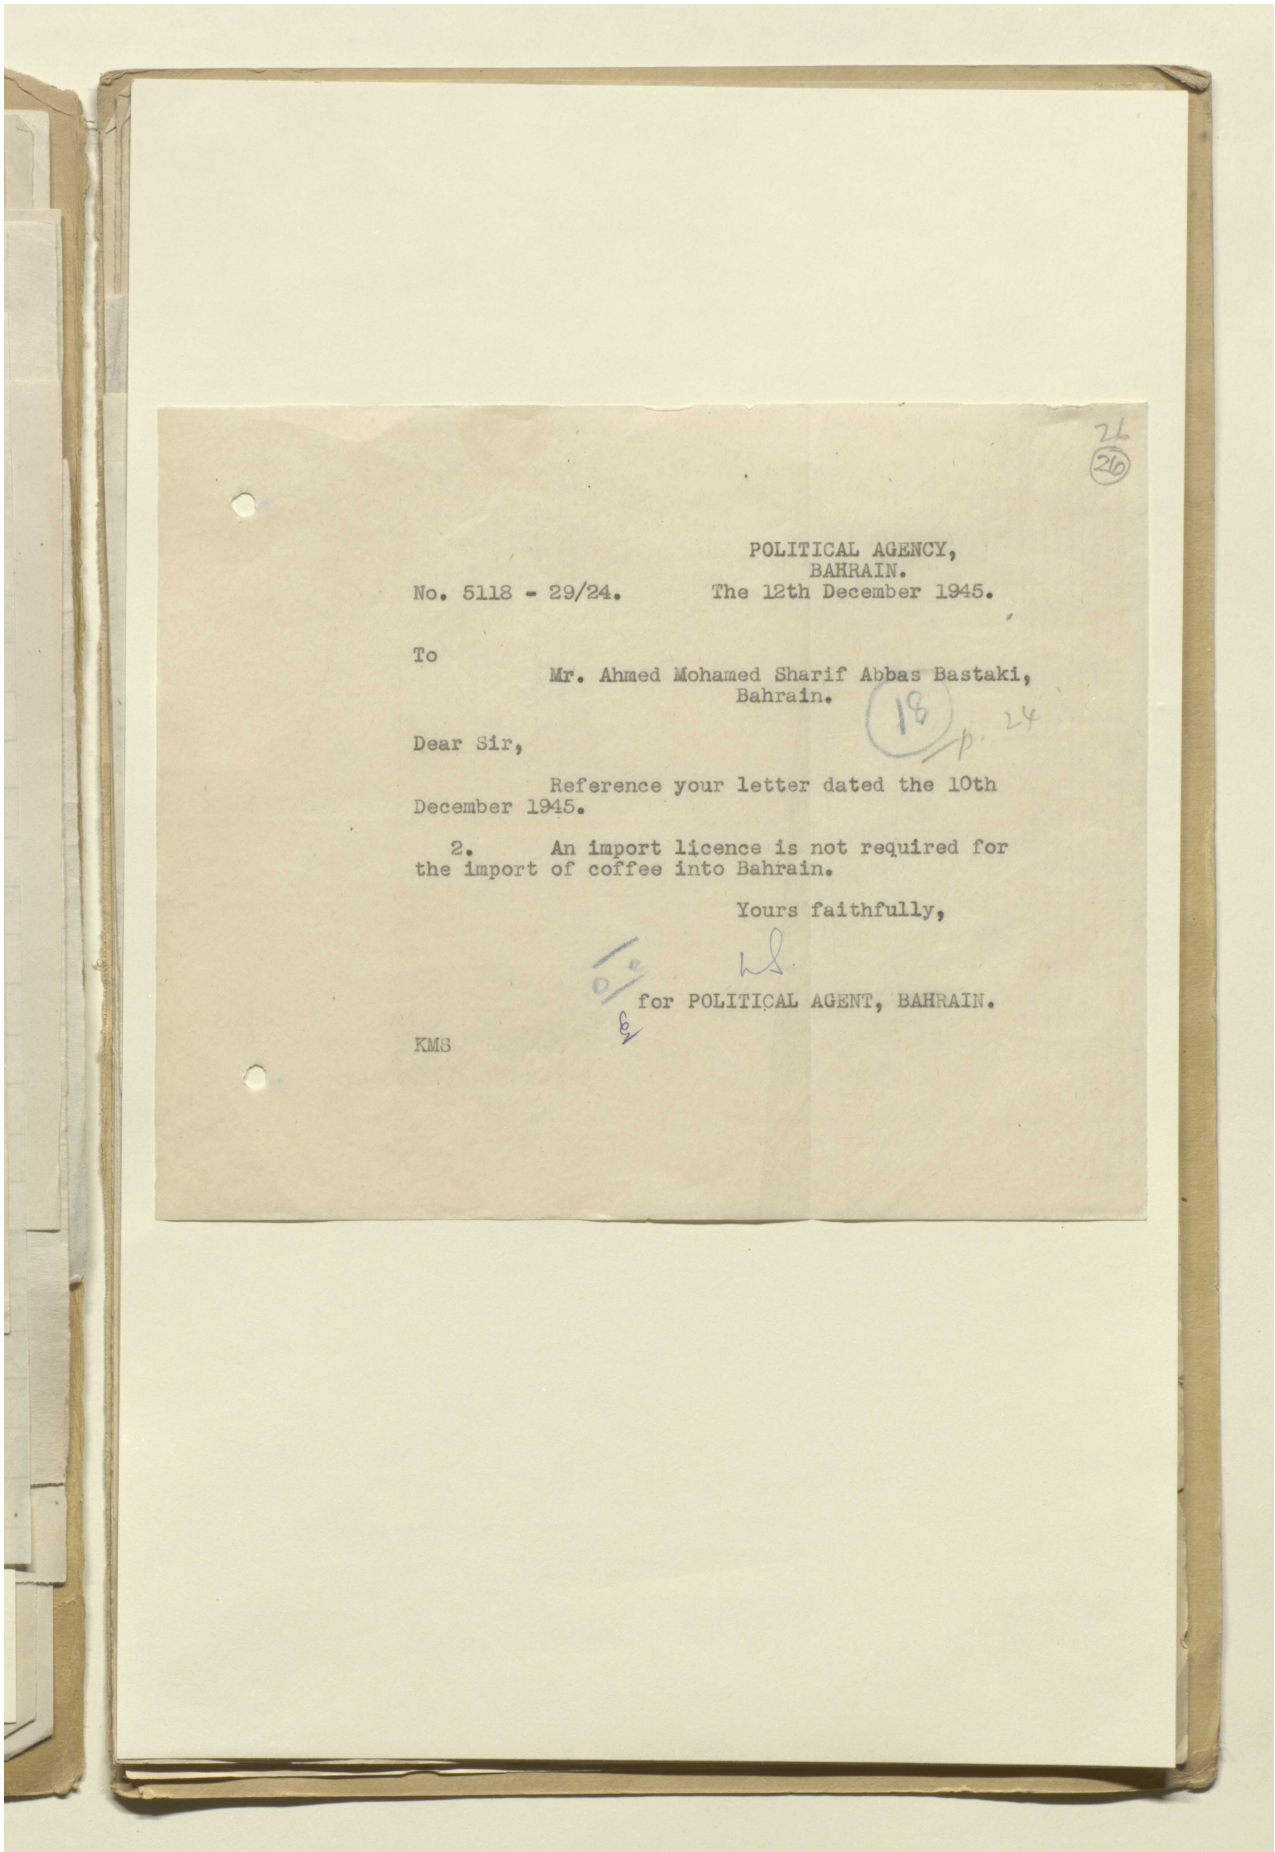 26
26
POLITICAL AGENCY,
BAHRAIN.
No. 5118 - 29/24. The 12th December 1945.
To
Mr. Ahmed Mohamed Sharif Abbas Bastaki,
Bahrain.
18
p. 24
Dear Sir,
Reference your letter dated the 10th
December 1945.
2. An import licence is not required for
the import of coffee into Bahrain.
Yours faithfully,
for POLITICAL AGENT, BAHRAIN.
KMS